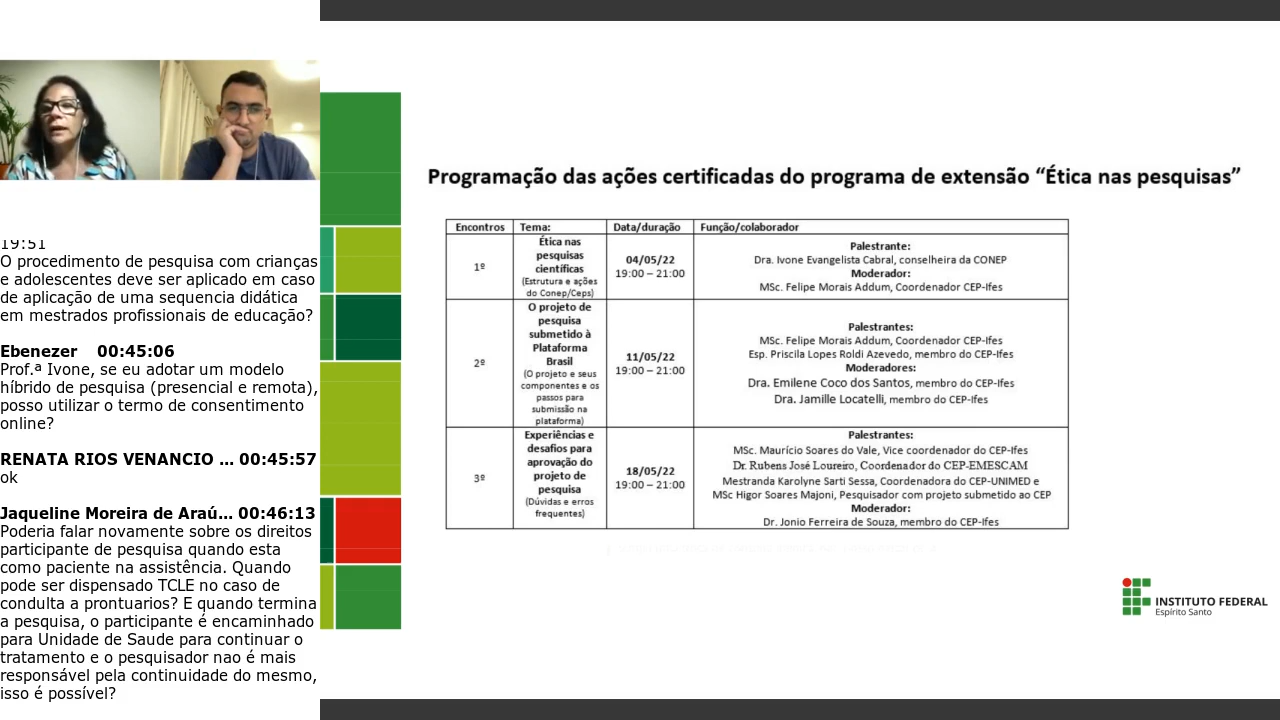 19:51
O procedimento de pesquisa com crianças
e adolescentes deve ser aplicado em caso
de aplicação de uma sequencia didática
em mestrados profissionais de educação?
Ebenezer 00:45:06
Prof.ª Ivone, se eu adotar um modelo
híbrido de pesquisa (presencial e remota),
posso utilizar o termo de consentimento
online?
RENATA RIOS VENANCIO ... 00:45:57
ok
Jaqueline Moreira de Araú... 00:46:13
Poderia falar novamente sobre os direitos
participante de pesquisa quando esta
como paciente na assistência. Quando
pode ser dispensado TCLE no caso de
condulta a prontuarios? E quando termina
a pesquisa, o participante é encaminhado
para Unidade de Saude para continuar o
tratamento e o pesquisador nao é mais
responsável pela continuidade do mesmo,
isso é possível?
Programação das ações certificadas do programa de extensão “Ética nas pesquisas”
Encontros Tema: Data/duração Função/colaborador
1º
Ética nas
pesquisas
científicas
(Estrutura e ações
do Conep/Ceps)
04/05/22
19:00 – 21:00
Palestrante:
Dra. Ivone Evangelista Cabral, conselheira da CONEP
Moderador:
MSc. Felipe Morais Addum, Coordenador CEP-Ifes
2º
O projeto de
pesquisa
submetido à
Plataforma
Brasil
(O projeto e seus
componentes e os
passos para
submissão na
plataforma)
11/05/22
19:00 – 21:00
Palestrantes:
MSc. Felipe Morais Addum, Coordenador CEP-Ifes
Esp. Priscila Lopes Roldi Azevedo, membro do CEP-Ifes
Moderadores:
Dra. Emilene Coco dos Santos, membro do CEP-Ifes
Dra. Jamille Locatelli, membro do CEP-Ifes
3º
Experiências e
desafios para
aprovação do
projeto de
pesquisa
(Dúvidas e erros
frequentes)
18/05/22
19:00 – 21:00
Palestrantes:
MSc. Maurício Soares do Vale, Vice coordenador do CEP-Ifes
Dr. Rubens José Loureiro, Coordenador do CEP-EMESCAM
Mestranda Karolyne Sarti Sessa, Coordenadora do CEP-UNIMED e
MSc Higor Soares Majoni, Pesquisador com projeto submetido ao CEP
Moderador:
Dr. Jonio Ferreira de Souza, membro do CEP-Ifes
INSTITUTO FEDERAL
Espírito Santo